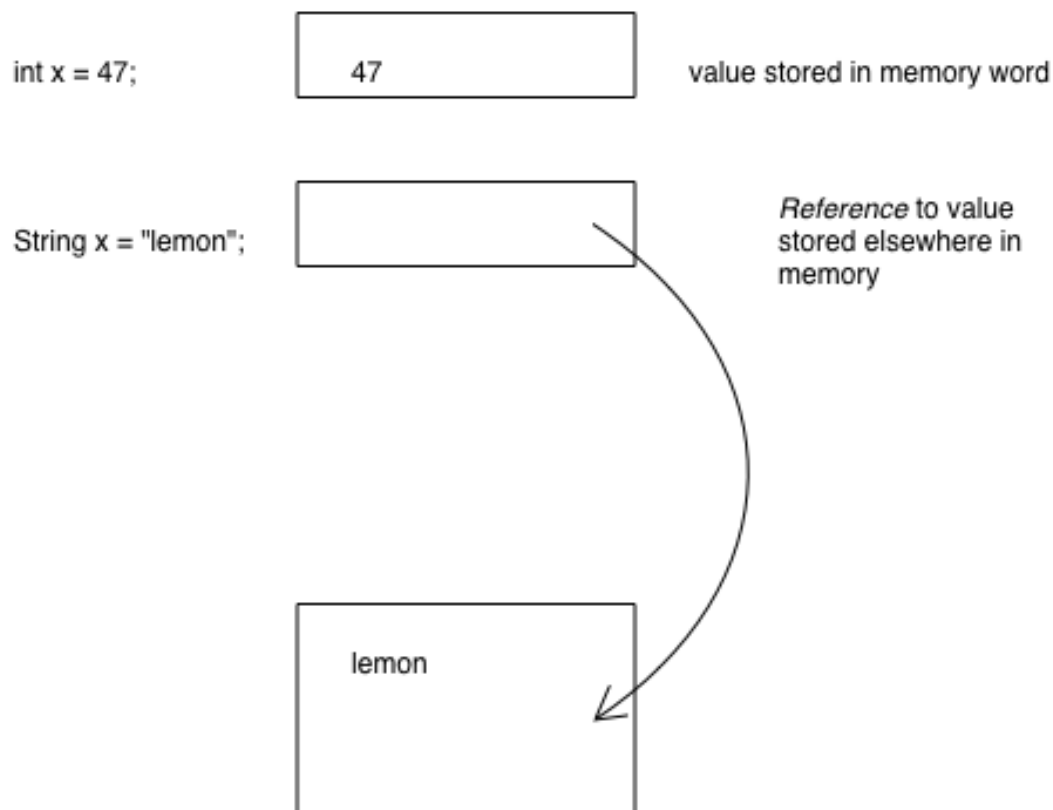 int x = 47;
47
value stored in memory word
String x = "lemon";
Reference to value
stored elsewhere in
memory
lemon